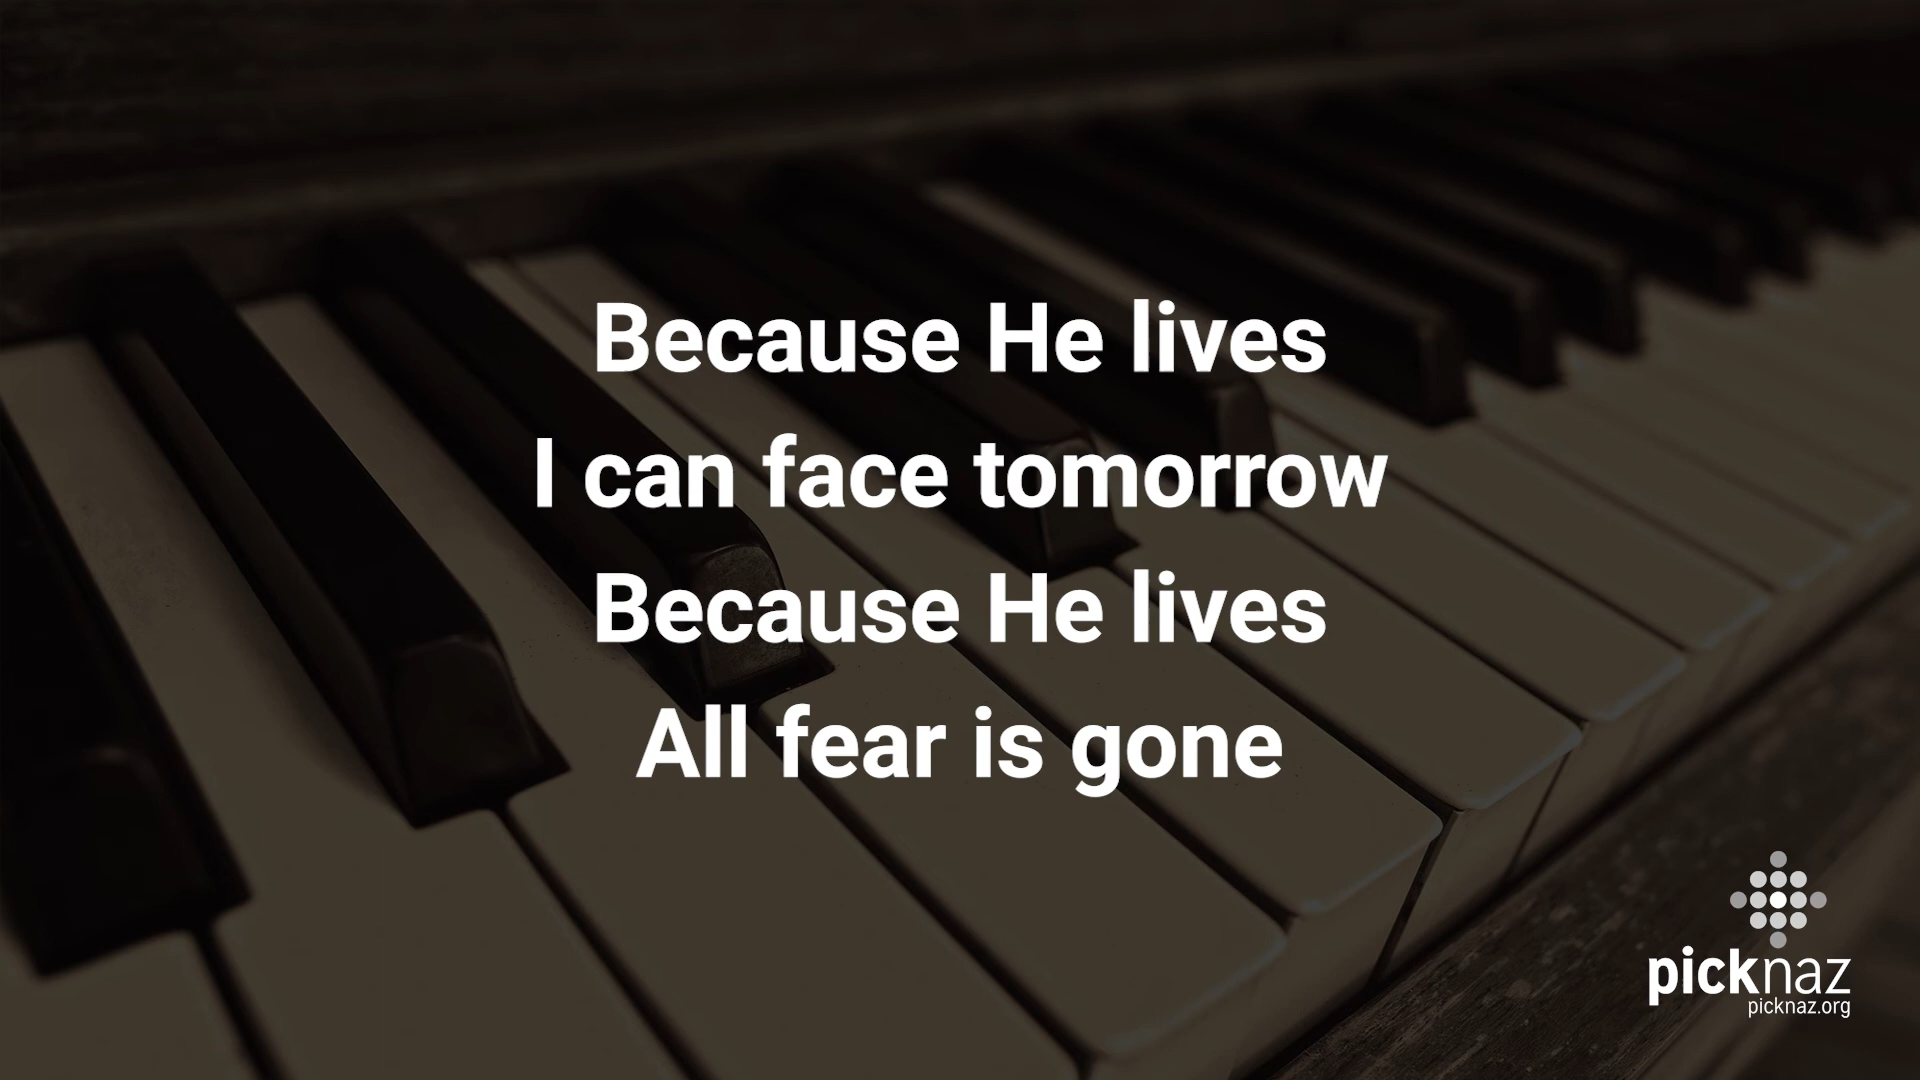 Because He lives
I can face tomorrow
Because He lives
All fear is gone
picknaz
picknaz.org